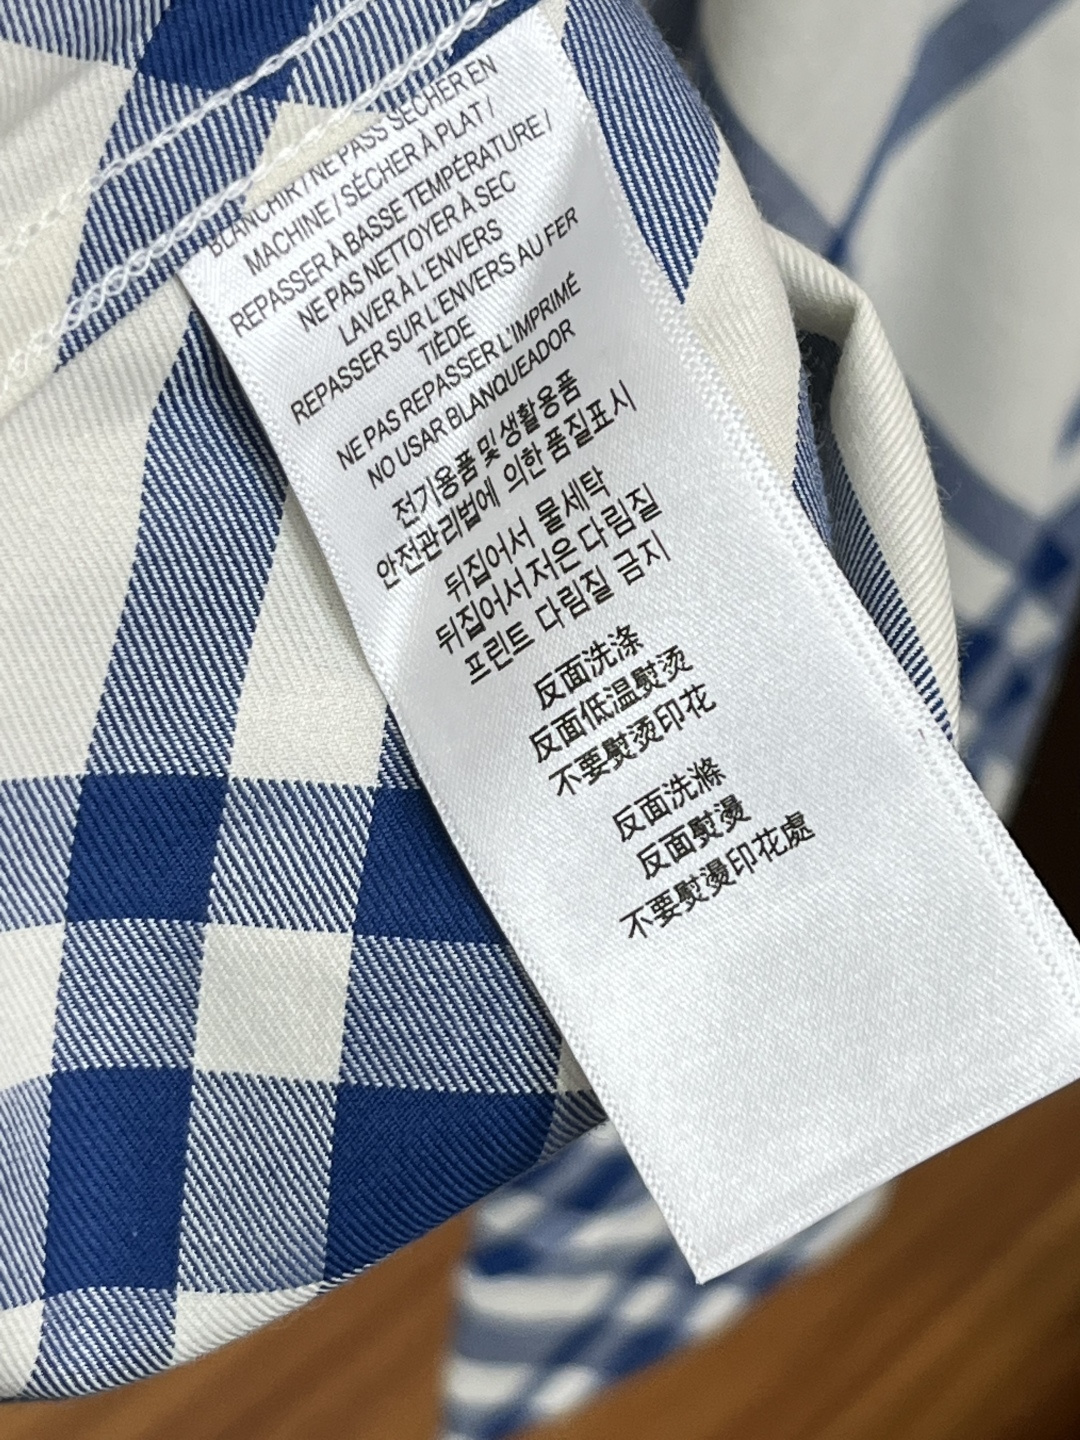 BLANCHIR / NE PASS SÉCHER EN
MACHINE / SÉCHER À PLAT /
REPASSER À BASSE TEMPÉRATURE /
NE PAS NETTOYER À SEC
LAVER À L'ENVERS
REPASSER SUR L'ENVERS AU FER
TIÈDE
NE PAS REPASSER L'IMPRIMÉ
NO USAR BLANQUEADOR
전기용품 및 생활용품
안전관리법에 의한 품질표시
뒤집어서 물세탁
뒤집어서 저은 다림질
프린트 다림질 금지
反面洗涤
反面低温熨烫
不要熨烫印花
反面洗滌
反面熨燙
不要熨燙印花處